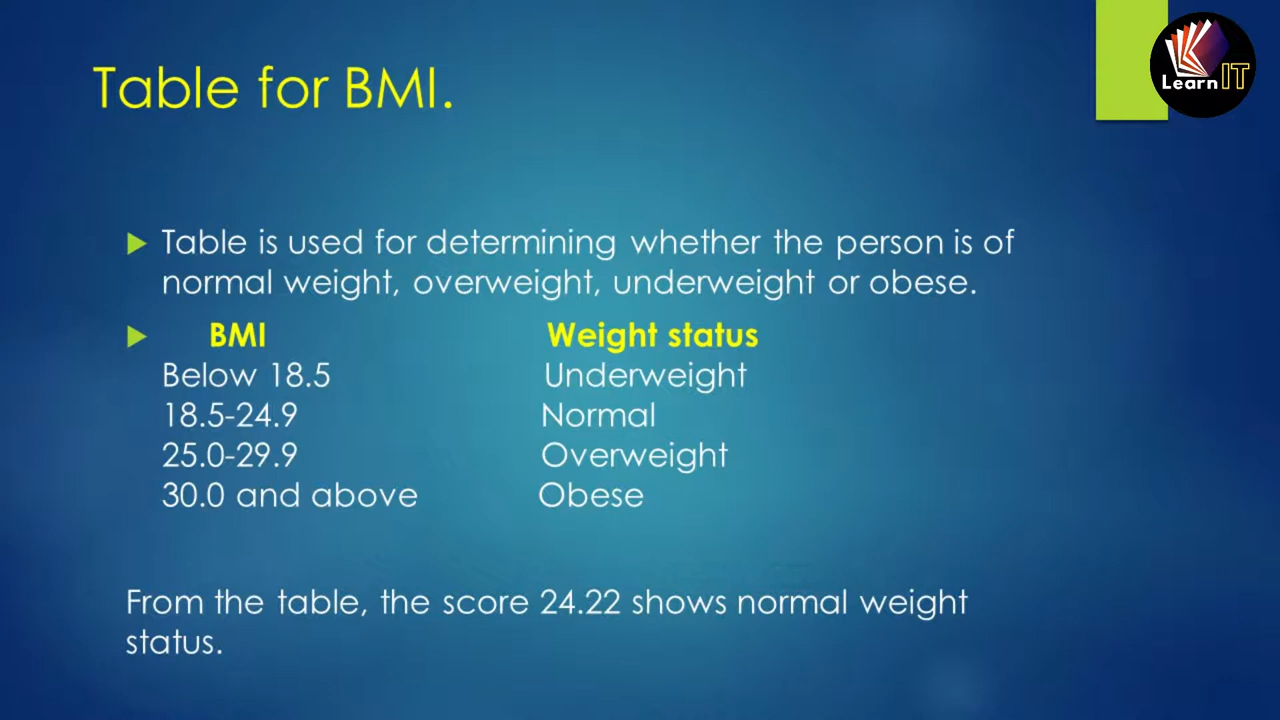 Learn IT
Table for BMI.
Table is used for determining whether the person is of
normal weight, overweight, underweight or obese.
BMI Weight status
Below 18.5 Underweight
18.5-24.9 Normal
25.0-29.9 Overweight
30.0 and above Obese
From the table, the score 24.22 shows normal weight
status.